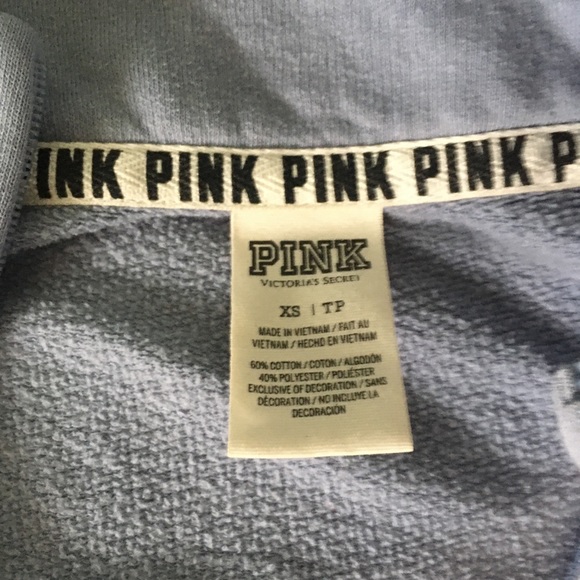 INK PINK PINK PINK P
PINK
VICTORIA'S SECRET
XS | TP
MADE IN VIETNAM / FAIT AU
VIETNAM / HECHO EN VIETNAM
60% COTTON / COTON / ALGODÓN
40% POLYESTER / POLIÉSTER
EXCLUSIVE OF DECORATION / SANS
DÉCORATION / NO INCLUYE LA
DECORACIÓN